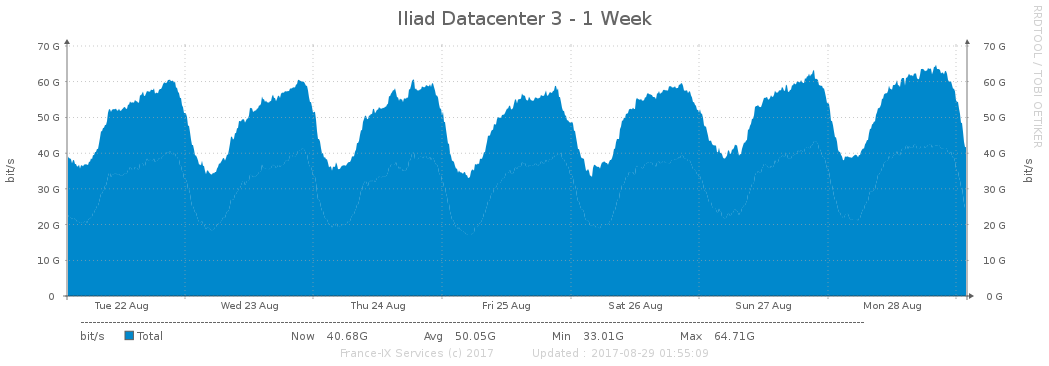 Iliad Datacenter 3 - 1 Week
RRDTOOL / TOBI OETIKER
bit/s
70 G
60 G
50 G
40 G
30 G
20 G
10 G
0
70 G
60 G
50 G
40 G
30 G
20 G
10 G
0 G
bit/s
Tue 22 Aug Wed 23 Aug Thu 24 Aug Fri 25 Aug Sat 26 Aug Sun 27 Aug Mon 28 Aug
bit/s Total Now 40.68G Avg 50.05G Min 33.01G Max 64.71G
France-IX Services (c) 2017 Updated : 2017-08-29 01:55:09